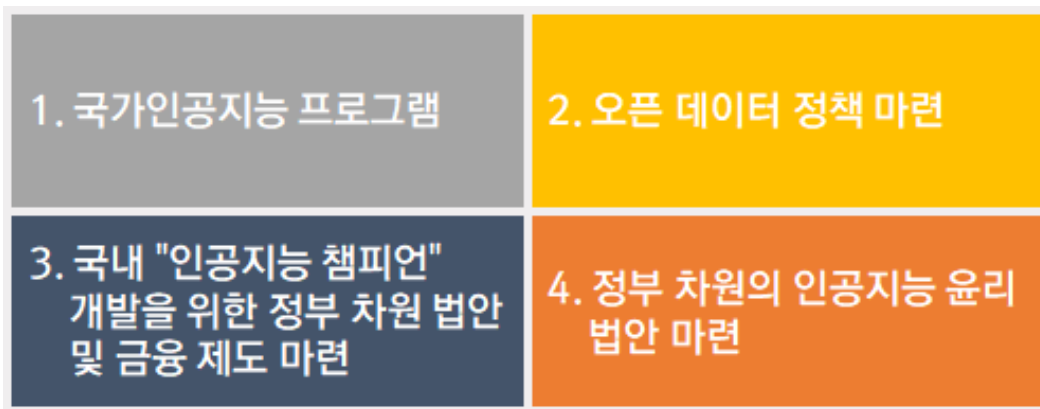 1. 국가인공지능 프로그램
2. 오픈 데이터 정책 마련
3. 국내 "인공지능 챔피언"
개발을 위한 정부 차원 법안
및 금융 제도 마련
4. 정부 차원의 인공지능 윤리
법안 마련